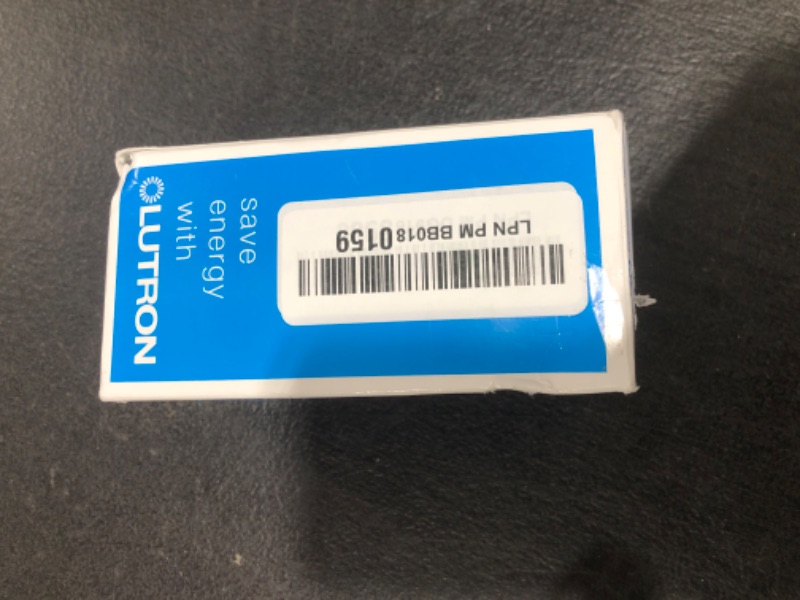 save
energy
with
LUTRON
LPN PM BB0180159